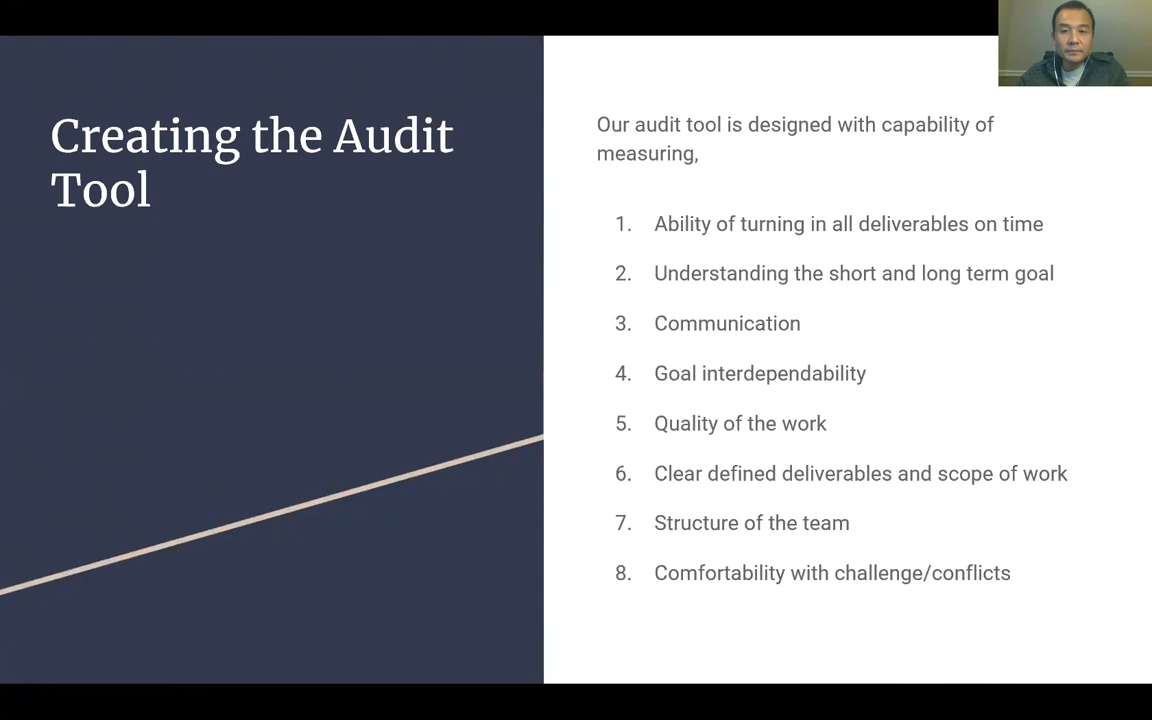 Creating the Audit
Tool
Our audit tool is designed with capability of
measuring,
1. Ability of turning in all deliverables on time
2. Understanding the short and long term goal
3. Communication
4. Goal interdependability
5. Quality of the work
6. Clear defined deliverables and scope of work
7. Structure of the team
8. Comfortability with challenge/conflicts